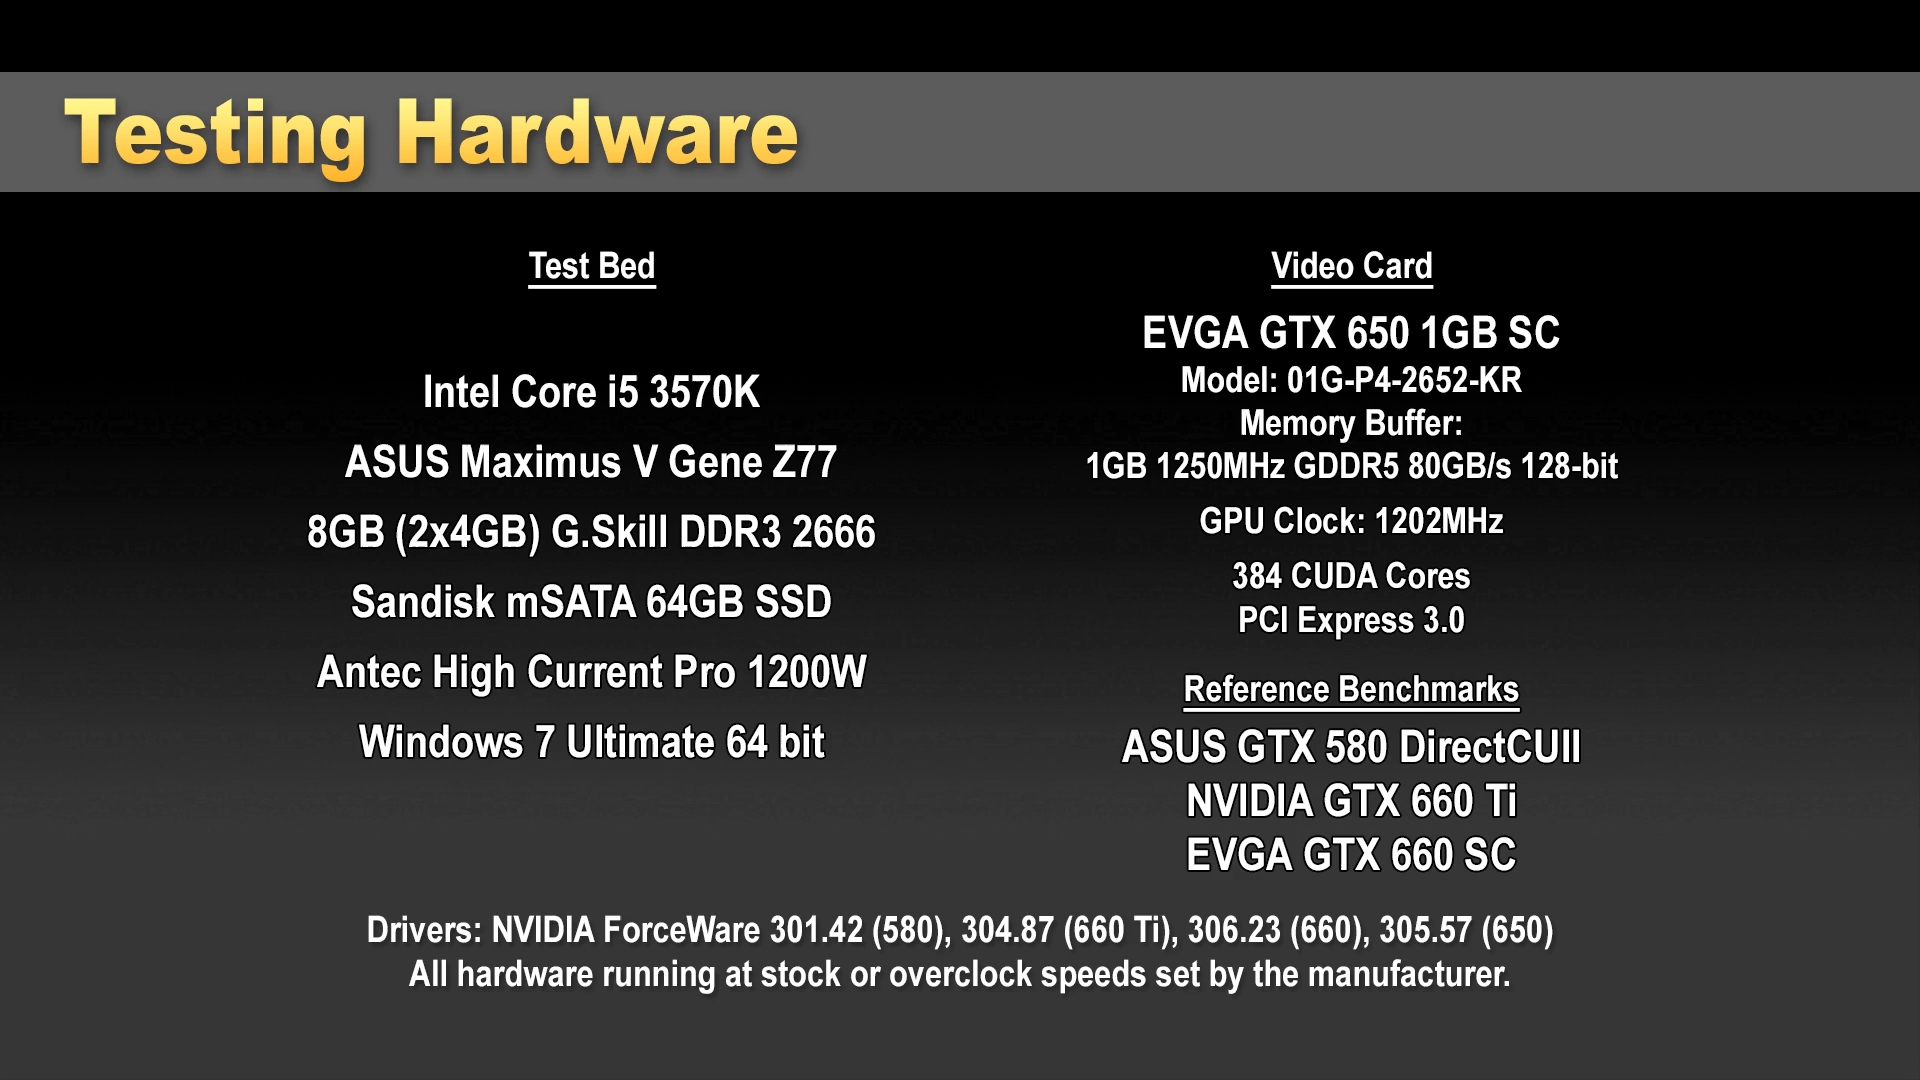 Testing Hardware
Test Bed
Intel Core i5 3570K
ASUS Maximus V Gene Z77
8GB (2x4GB) G.Skill DDR3 2666
Sandisk mSATA 64GB SSD
Antec High Current Pro 1200W
Windows 7 Ultimate 64 bit
Video Card
EVGA GTX 650 1GB SC
Model: 01G-P4-2652-KR
Memory Buffer:
1GB 1250MHz GDDR5 80GB/s 128-bit
GPU Clock: 1202MHz
384 CUDA Cores
PCI Express 3.0
Reference Benchmarks
ASUS GTX 580 DirectCUII
NVIDIA GTX 660 Ti
EVGA GTX 660 SC
Drivers: NVIDIA ForceWare 301.42 (580), 304.87 (660 Ti), 306.23 (660), 305.57 (650)
All hardware running at stock or overclock speeds set by the manufacturer.